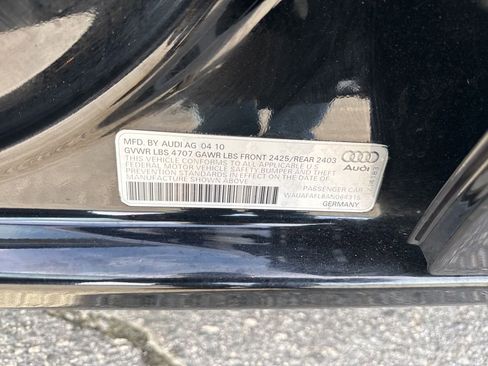 MFD. BY AUDI AG 04 10
GVWR LBS 4707 GAWR LBS FRONT 2425/REAR 2403
THIS VEHICLE CONFORMS TO ALL APPLICABLE U.S.
FEDERAL MOTOR VEHICLE SAFETY,BUMPER AND THEFT
PREVENTION STANDARDS IN EFFECT ON THE DATE OF
MANUFACTURE SHOWN ABOVE
Audi
PASSENGER CAR
GERMANY